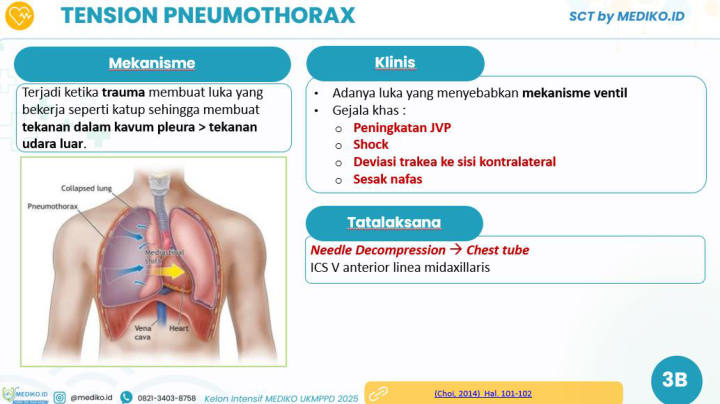 TENSION PNEUMOTHORAX
SCT by MEDIKO.ID
Mekanisme
Terjadi ketika trauma membuat luka yang
bekerja seperti katup sehingga membuat
tekanan dalam kavum pleura > tekanan
udara luar.
Collapsed lung
Pneumothorax
Mediastinal
shift
Vena
cava
Heart
Klinis
• Adanya luka yang menyebabkan mekanisme ventil
• Gejala khas :
o Peningkatan JVP
o Shock
o Deviasi trakea ke sisi kontralateral
o Sesak nafas
Tatalaksana
Needle Decompression → Chest tube
ICS V anterior linea midaxillaris
3B
MEDIKO.ID
@mediko.id
0821-3403-8758
Kelon Intensif MEDIKO UKMPPD 2025
(Choi, 2014) Hal. 101-102